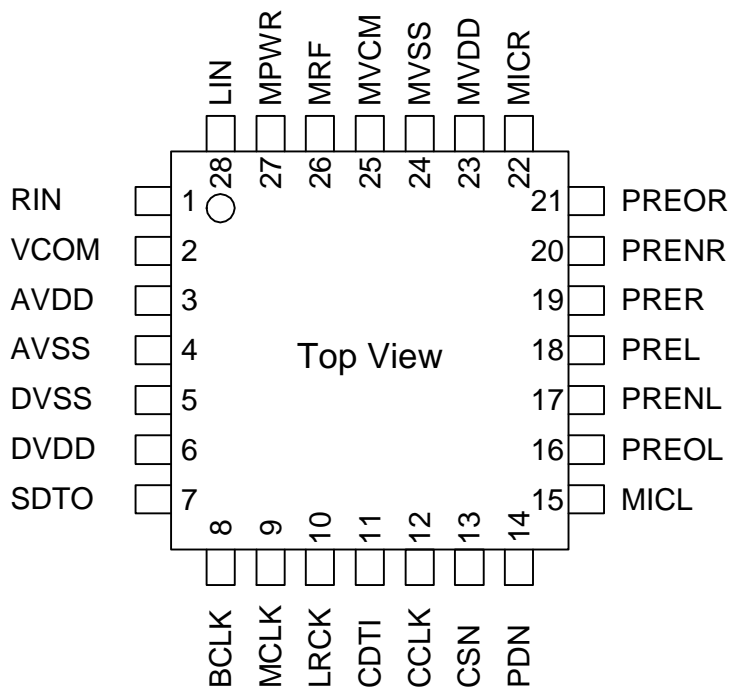 LIN MPWR MRF MVCM MVSS MVDD MICR
28 27 26 25 24 23 22
RIN 1 21 PREOR
VCOM 2 20 PRENR
AVDD 3 19 PRER
AVSS 4 Top View 18 PREL
DVSS 5 17 PRENL
DVDD 6 16 PREOL
SDTO 7 15 MICL
8 9 10 11 12 13 14
BCLK MCLK LRCK CDTI CCLK CSN PDN